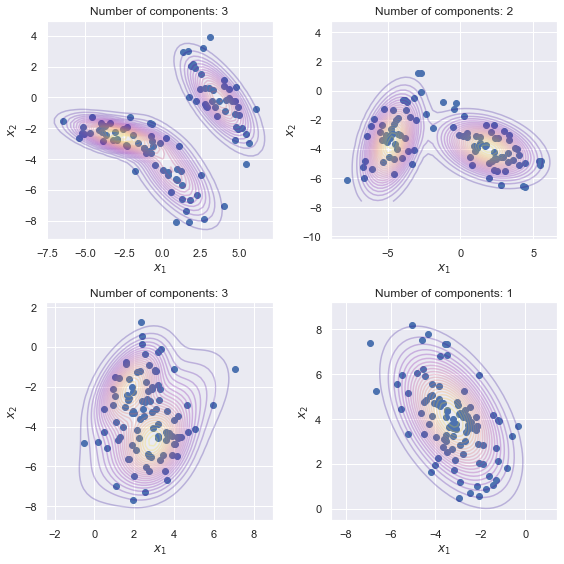 Number of components: 3
4
2
0
−2
−4
−6
−8
x₂
−7.5 −5.0 −2.5 0.0 2.5 5.0
x₁
Number of components: 2
4
2
0
−2
−4
−6
−8
−10
x₂
−5 0 5
x₁
Number of components: 3
2
0
−2
−4
−6
−8
x₂
−2 0 2 4 6 8
x₁
Number of components: 1
8
6
4
2
0
x₂
−8 −6 −4 −2 0
x₁